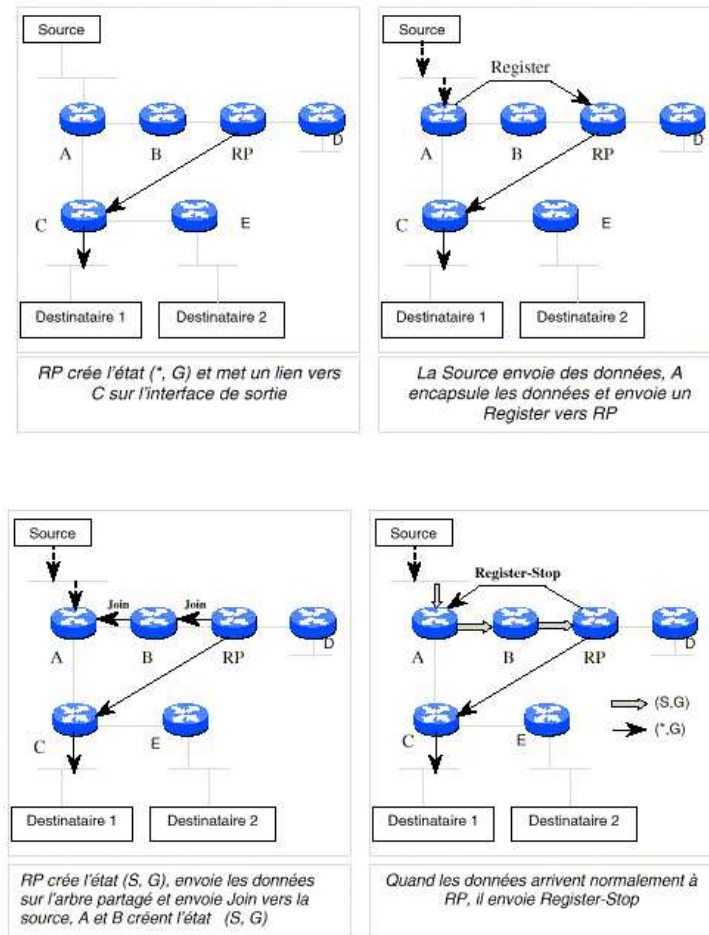 Source
A
B
RP
D
C
E
Destinataire 1
Destinataire 2
RP crée l'état (*, G) et met un lien vers
C sur l'interface de sortie
Source
Register
A
B
RP
D
C
E
Destinataire 1
Destinataire 2
La Source envoie des données, A
encapsule les données et envoie un
Register vers RP
Source
Join
Join
A
B
RP
D
C
E
Destinataire 1
Destinataire 2
RP crée l'état (S, G), envoie les données
sur l'arbre partagé et envoie Join vers la
source, A et B créent l'état (S, G)
Source
Register-Stop
A
B
RP
D
(S,G)
(*,G)
C
E
Destinataire 1
Destinataire 2
Quand les données arrivent normalement à
RP, il envoie Register-Stop